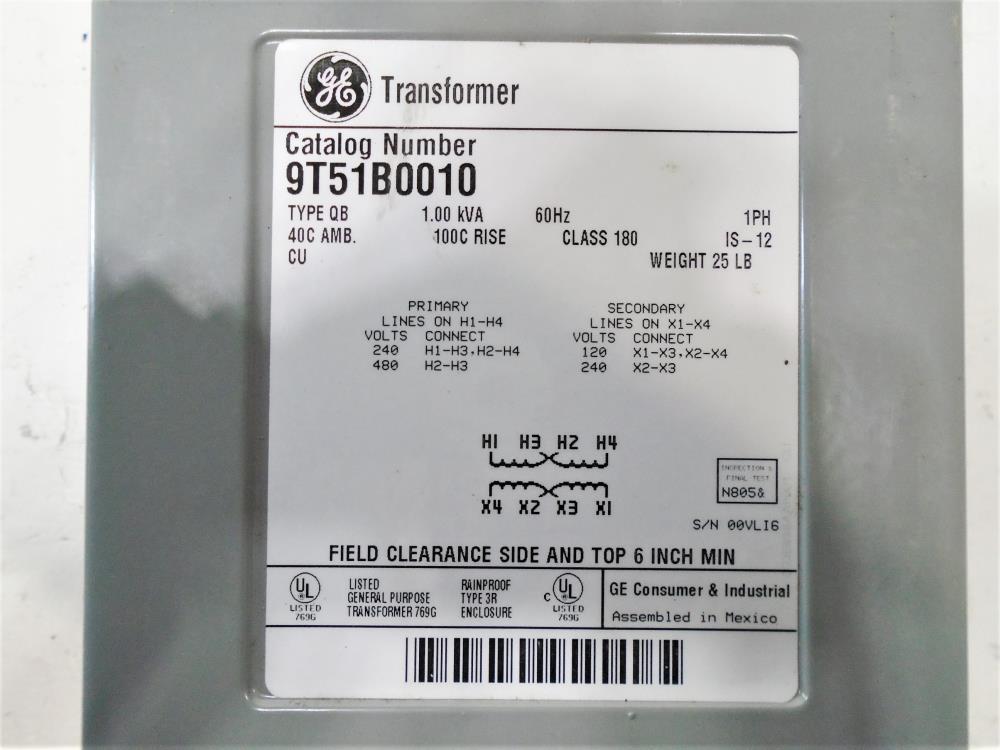 GE Transformer
Catalog Number
9T51B0010
TYPE QB 1.00 kVA 60Hz 1PH
40C AMB. 100C RISE CLASS 180 IS-12
CU WEIGHT 25 LB
PRIMARY
LINES ON H1-H4
VOLTS CONNECT
240 H1-H3,H2-H4
480 H2-H3
SECONDARY
LINES ON X1-X4
VOLTS CONNECT
120 X1-X3,X2-X4
240 X2-X3
H1 H3 H2 H4
X4 X2 X3 X1
INSPECTION &
FINAL TEST
N805&
S/N 00VLI6
FIELD CLEARANCE SIDE AND TOP 6 INCH MIN
UL
LISTED
769G
LISTED
GENERAL PURPOSE
TRANSFORMER 769G
RAINPROOF
TYPE 3R
ENCLOSURE
C UL
LISTED
769G
GE Consumer & Industrial
Assembled in Mexico